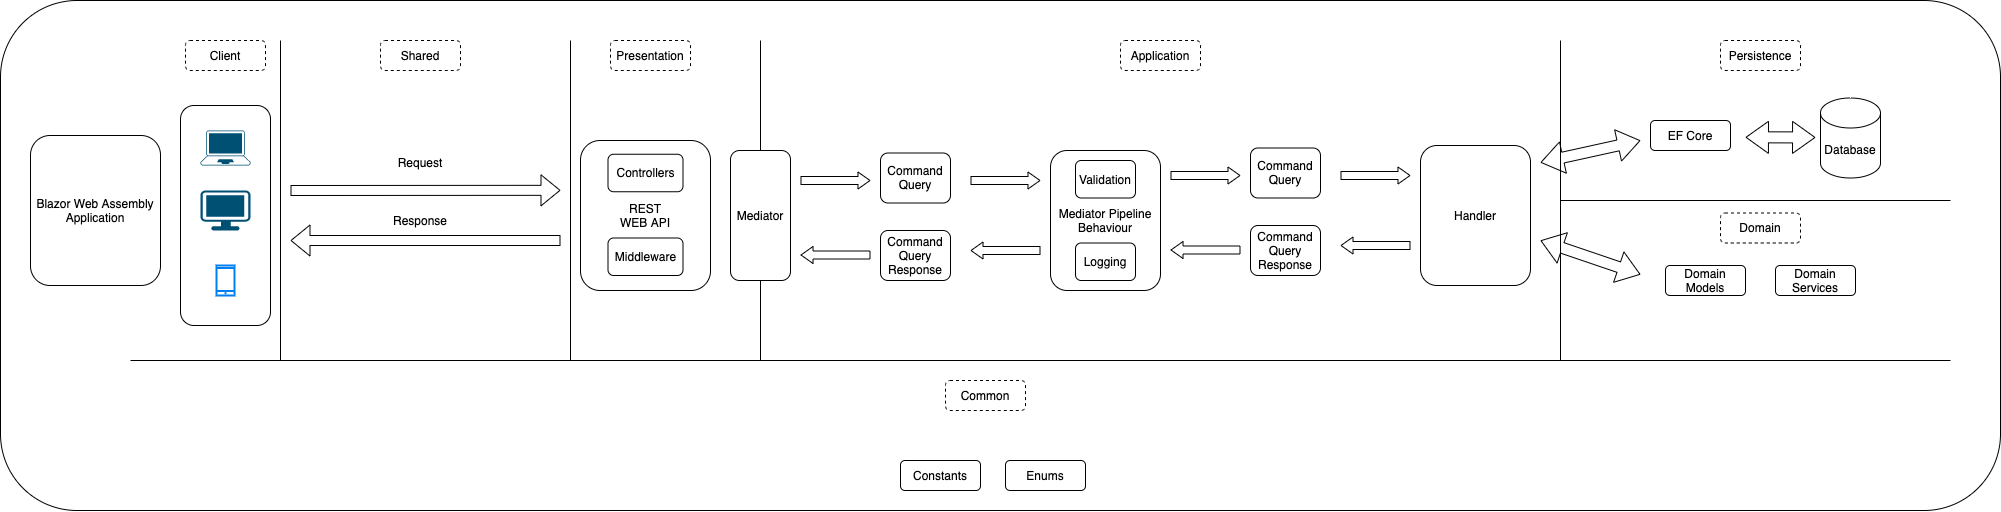 Client
Shared
Presentation
Application
Persistence
Blazor Web Assembly
Application
Request
Response
Controllers
REST
WEB API
Middleware
Mediator
Command
Query
Command
Query
Response
Validation
Mediator Pipeline
Behaviour
Logging
Command
Query
Command
Query
Response
Handler
EF Core
Database
Domain
Domain
Models
Domain
Services
Common
Constants
Enums